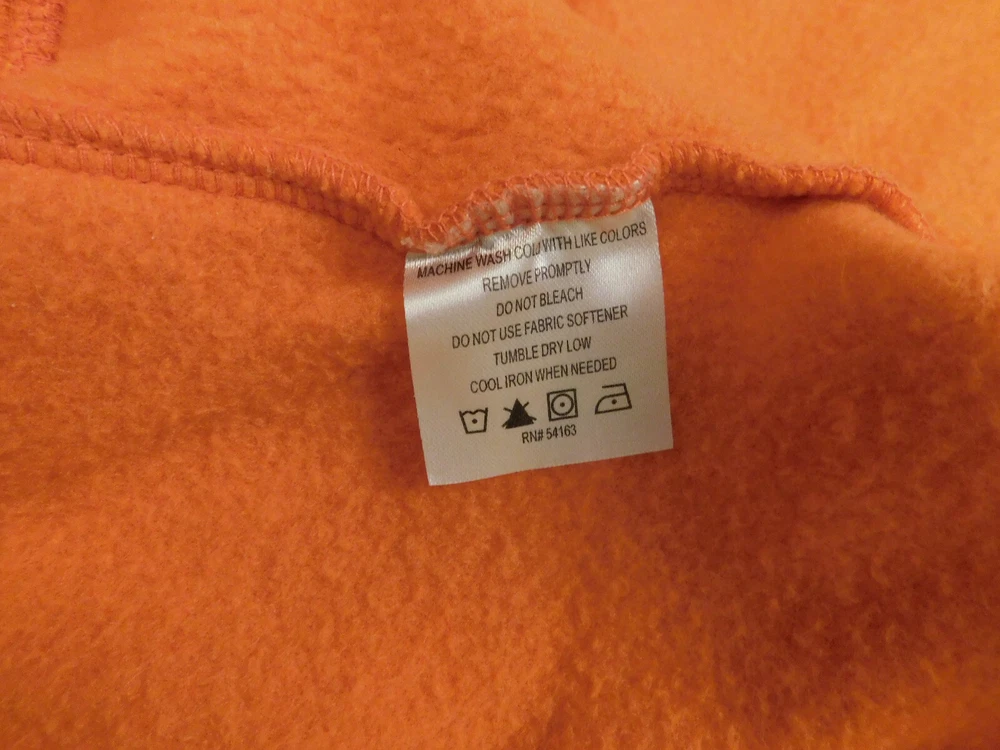 MACHINE WASH COLD WITH LIKE COLORS
REMOVE PROMPTLY
DO NOT BLEACH
DO NOT USE FABRIC SOFTENER
TUMBLE DRY LOW
COOL IRON WHEN NEEDED
RN# 54163